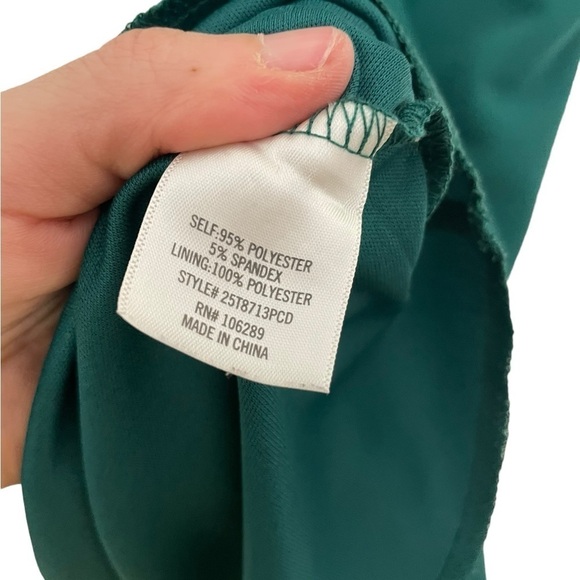 SELF:95% POLYESTER
5% SPANDEX
LINING:100% POLYESTER
STYLE# 25T8713PCD
RN# 106289
MADE IN CHINA